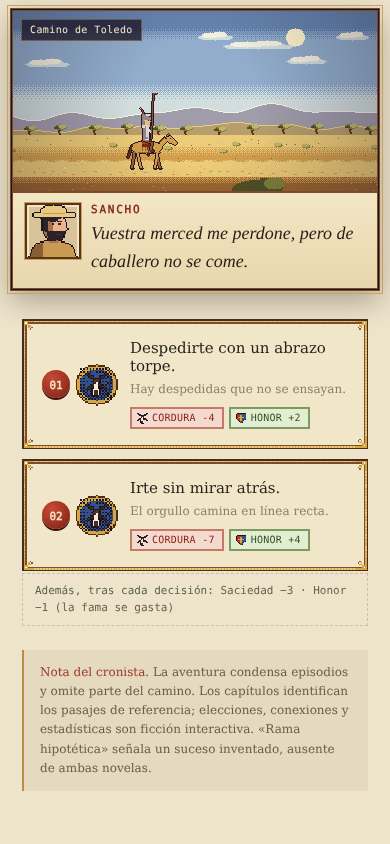 Camino de Toledo
SANCHO
Vuestra merced me perdone, pero de
caballero no se come.
01
Despedirte con un abrazo
torpe.
Hay despedidas que no se ensayan.
CORDURA -4
HONOR +2
02
Irte sin mirar atrás.
El orgullo camina en línea recta.
CORDURA -7
HONOR +4
Además, tras cada decisión: Saciedad −3 · Honor
−1 (la fama se gasta)
Nota del cronista. La aventura condensa episodios
y omite parte del camino. Los capítulos identifican
los pasajes de referencia; elecciones, conexiones y
estadísticas son ficción interactiva. «Rama
hipotética» señala un suceso inventado, ausente
de ambas novelas.